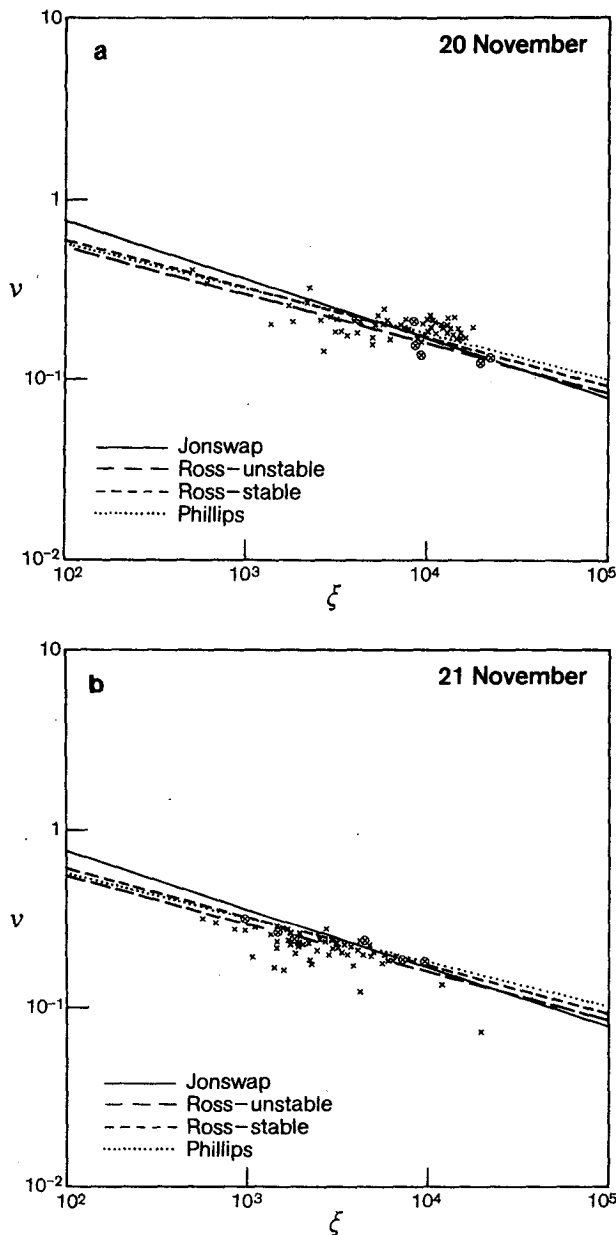 a
20 November
10
1
10⁻¹
10⁻²
ν
10²
10³
10⁴
10⁵
ξ
Jonswap
Ross-unstable
Ross-stable
Phillips
b
21 November
10
1
10⁻¹
10⁻²
ν
10²
10³
10⁴
10⁵
ξ
Jonswap
Ross-unstable
Ross-stable
Phillips